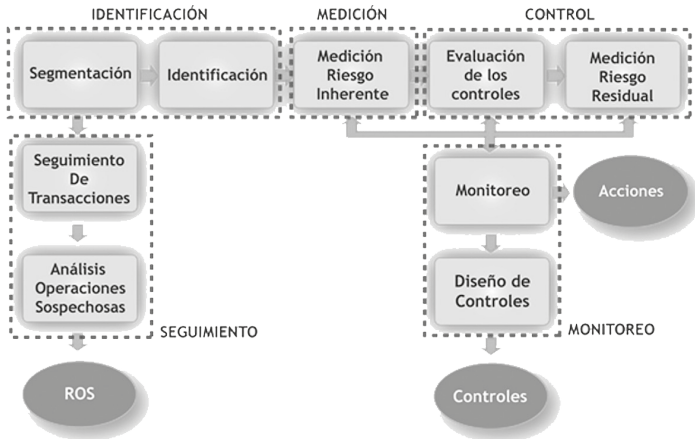 IDENTIFICACIÓN
MEDICIÓN
CONTROL
Segmentación
Identificación
Medición
Riesgo
Inherente
Evaluación
de los
controles
Medición
Riesgo
Residual
Seguimiento
De
Transacciones
Monitoreo
Acciones
Análisis
Operaciones
Sospechosas
Diseño de
Controles
SEGUIMIENTO
MONITOREO
ROS
Controles